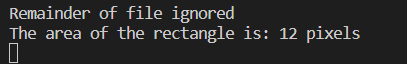 Remainder of file ignored
The area of the rectangle is: 12 pixels